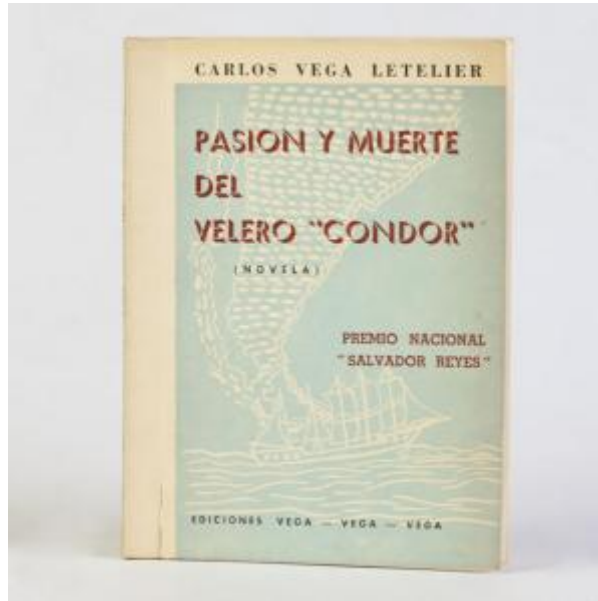 CARLOS VEGA LETELIER
PASION Y MUERTE
DEL
VELERO "CONDOR"
(NOVELA)
PREMIO NACIONAL
"SALVADOR REYES"
EDICIONES VEGA — VEGA — VEGA